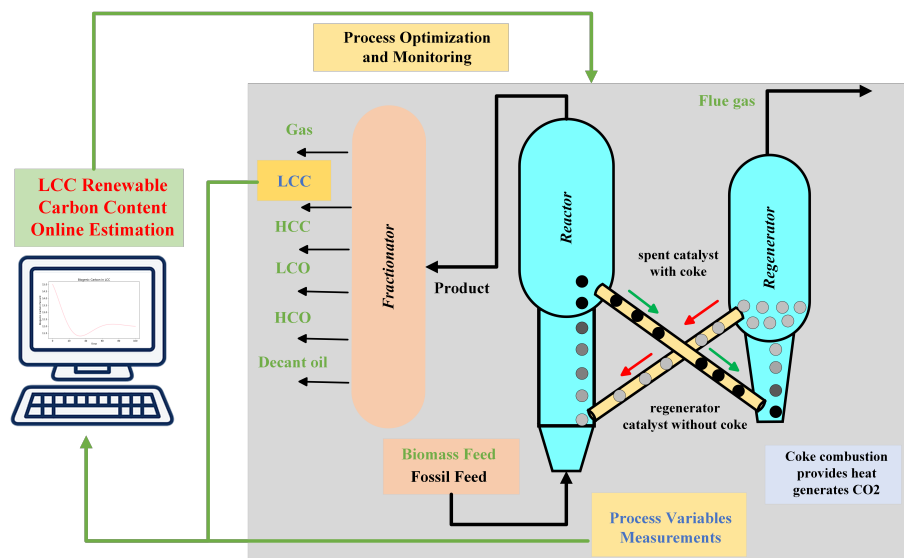 Process Optimization
and Monitoring
Flue gas
Gas
LCC
HCC
LCO
HCO
Decant oil
Fractionator
Product
Reactor
Regenerator
spent catalyst
with coke
regenerator
catalyst without coke
LCC Renewable
Carbon Content
Online Estimation
Biomass Feed
Fossil Feed
Coke combustion
provides heat
generates CO2
Process Variables
Measurements